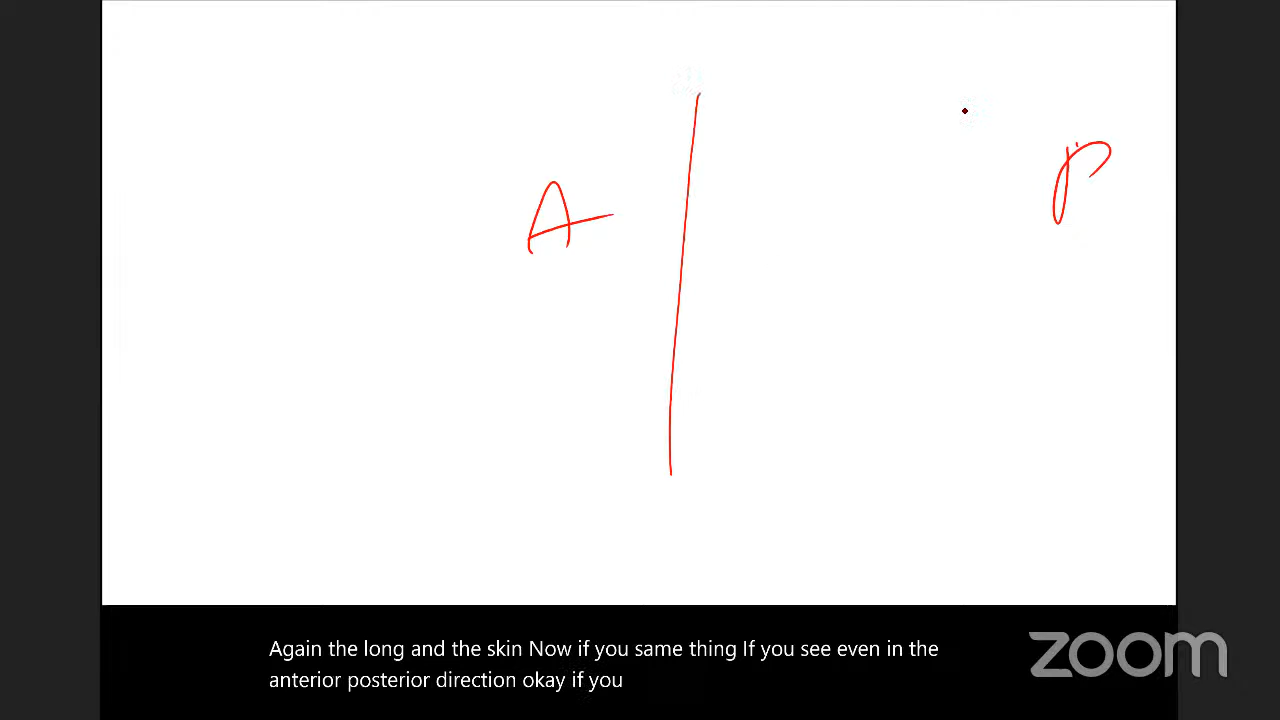 A
P
Again the long and the skin Now if you same thing If you see even in the
anterior posterior direction okay if you
zoom